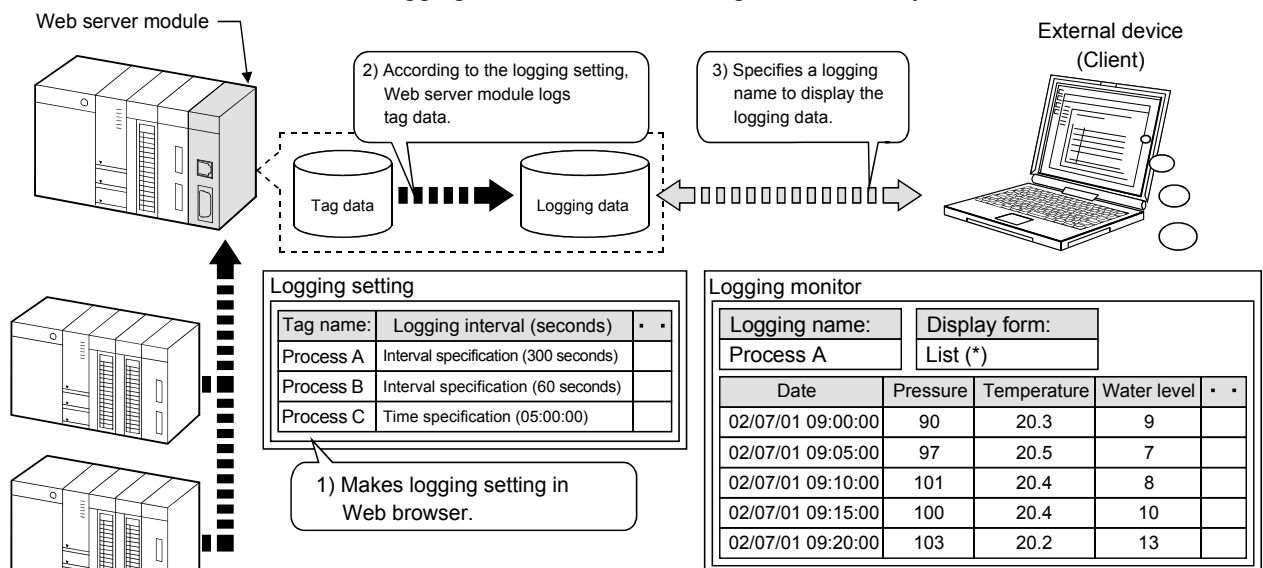 Web server module
External device
(Client)
2) According to the logging setting,
Web server module logs
tag data.
3) Specifies a logging
name to display the
logging data.
Tag data
Logging data
Logging setting
Tag name: Logging interval (seconds) · ·
Process A Interval specification (300 seconds)
Process B Interval specification (60 seconds)
Process C Time specification (05:00:00)
1) Makes logging setting in
Web browser.
Logging monitor
Logging name: Display form:
Process A List (*)
Date Pressure Temperature Water level · ·
02/07/01 09:00:00 90 20.3 9
02/07/01 09:05:00 97 20.5 7
02/07/01 09:10:00 101 20.4 8
02/07/01 09:15:00 100 20.4 10
02/07/01 09:20:00 103 20.2 13